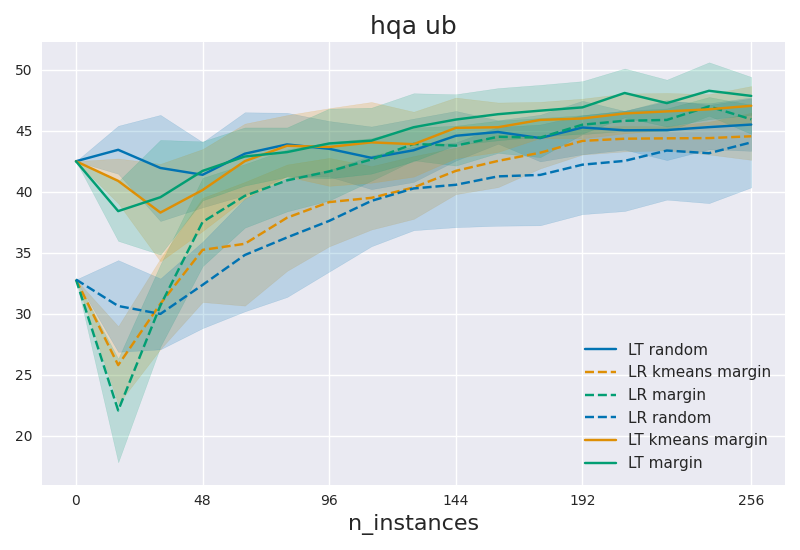 hqa ub
50
45
40
35
30
25
20
LT random
LR kmeans margin
LR margin
LR random
LT kmeans margin
LT margin
0 48 96 144 192 256
n_instances